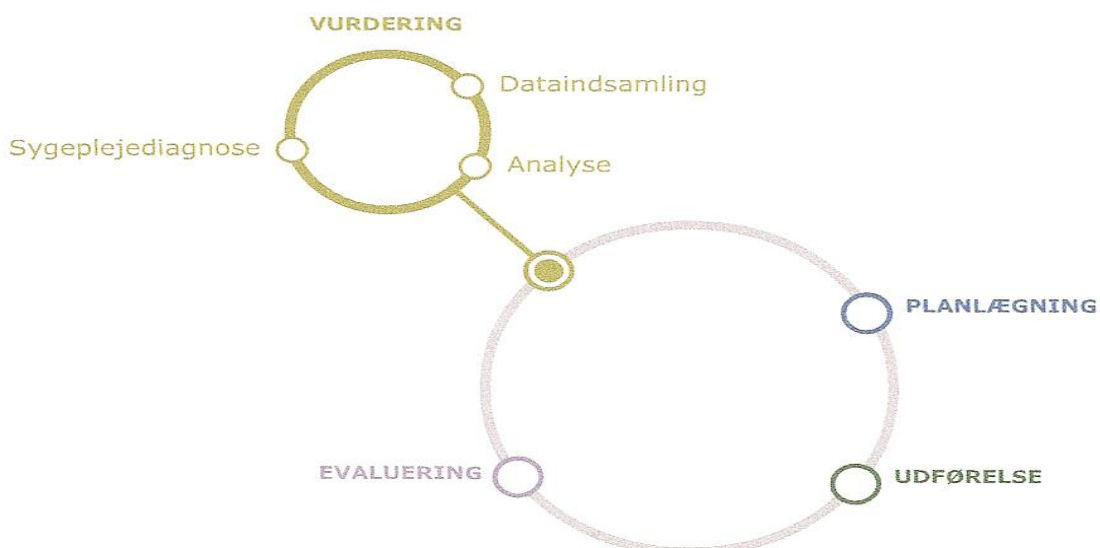 VURDERING
Dataindsamling
Sygeplejediagnose
Analyse
PLANLÆGNING
EVALUERING
UDFØRELSE